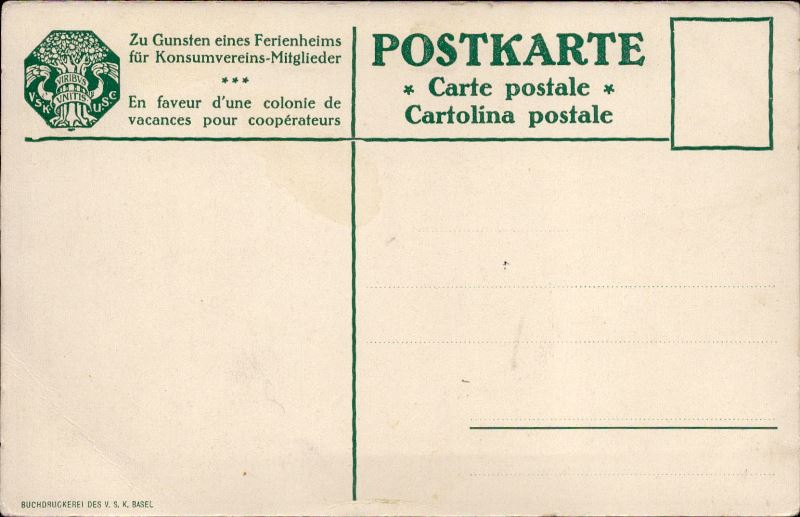 VIRIBVS
UNITIS
V.S.K.
U.S.C
Zu Gunsten eines Ferienheims
für Konsumvereins-Mitglieder
***
En faveur d'une colonie de
vacances pour coopérateurs
POSTKARTE
* Carte postale *
Cartolina postale
BUCHDRUCKEREI DES V. S. K. BASEL